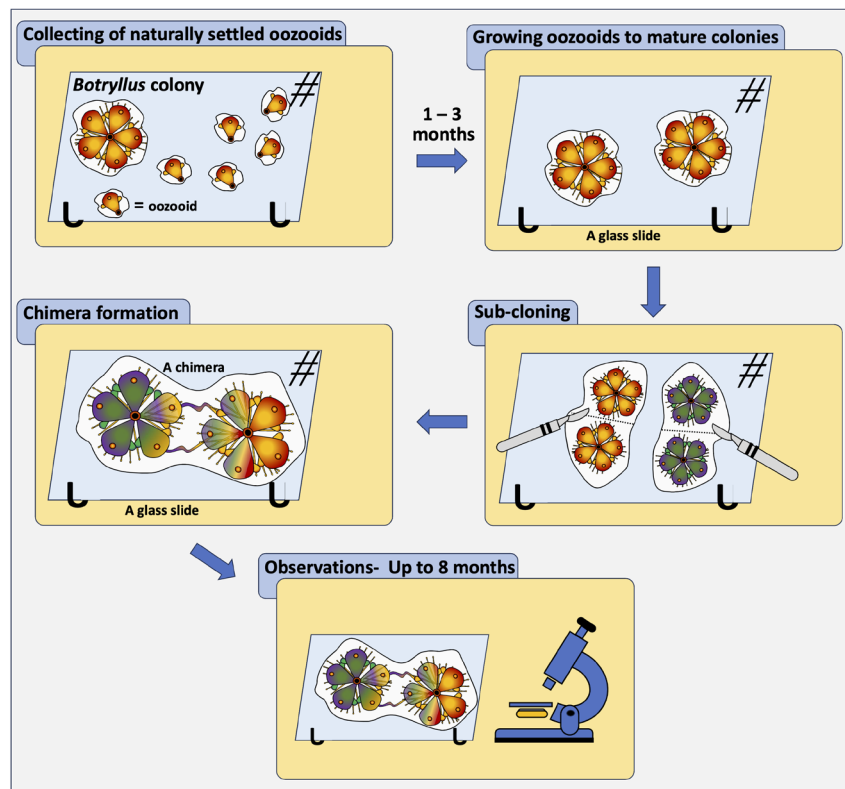 Collecting of naturally settled oozooids
Botryllus colony
#
= oozooid
1 – 3
months
Growing oozooids to mature colonies
#
A glass slide
Sub-cloning
#
Chimera formation
A chimera
#
A glass slide
Observations- Up to 8 months